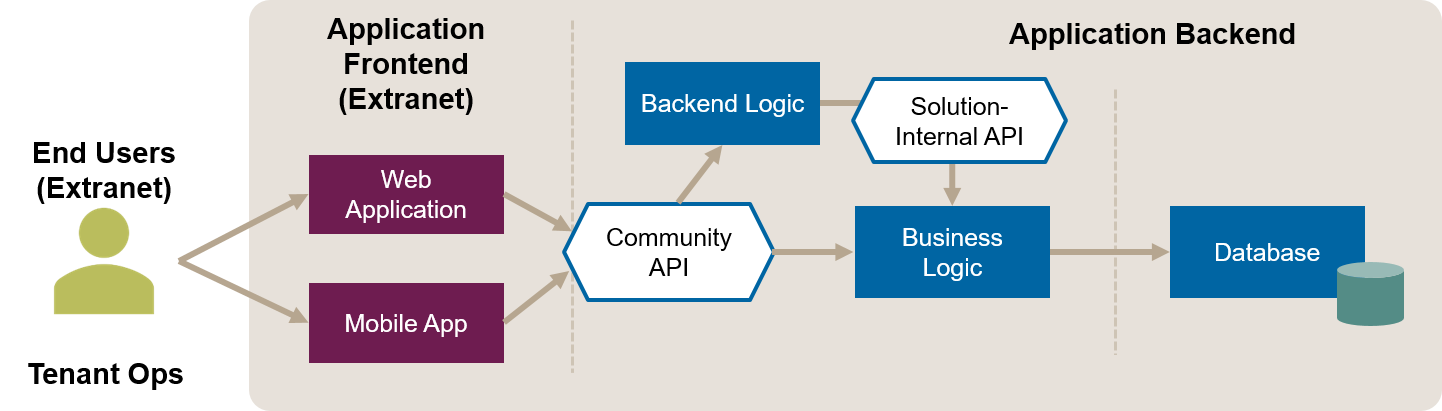 Application
Frontend
(Extranet)
Application Backend
End Users
(Extranet)
Tenant Ops
Web
Application
Mobile App
Backend Logic
Solution-
Internal API
Community
API
Business
Logic
Database